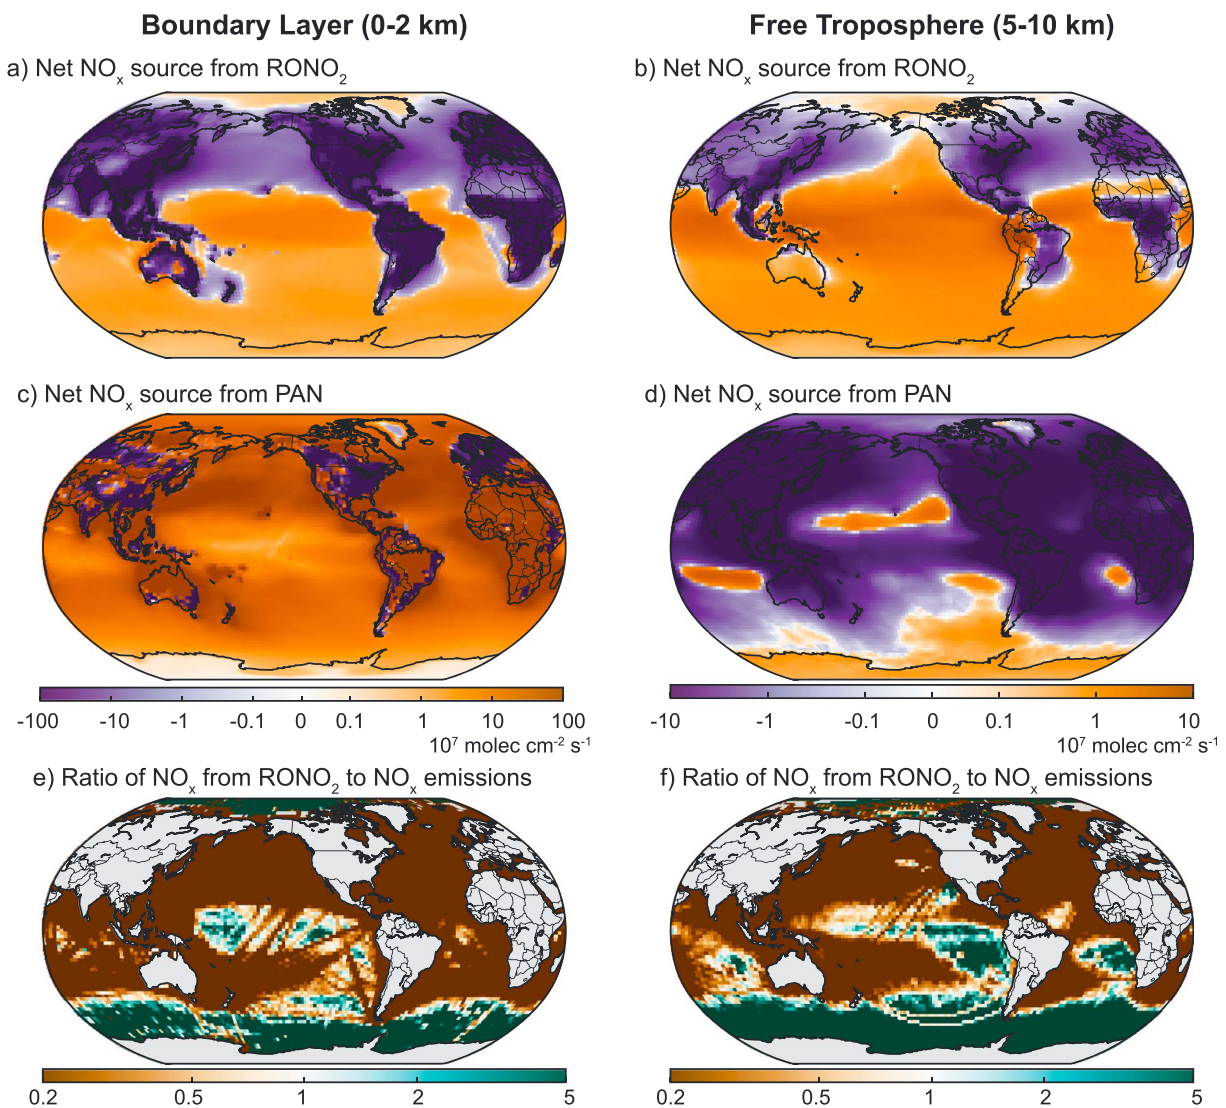 Boundary Layer (0-2 km)
Free Troposphere (5-10 km)
a) Net NOₓ source from RONO₂
b) Net NOₓ source from RONO₂
c) Net NOₓ source from PAN
d) Net NOₓ source from PAN
-100 -10 -1 -0.1 0 0.1 1 10 100
10⁷ molec cm⁻² s⁻¹
-10 -1 -0.1 0 0.1 1 10
10⁷ molec cm⁻² s⁻¹
e) Ratio of NOₓ from RONO₂ to NOₓ emissions
f) Ratio of NOₓ from RONO₂ to NOₓ emissions
0.2 0.5 1 2 5
0.2 0.5 1 2 5